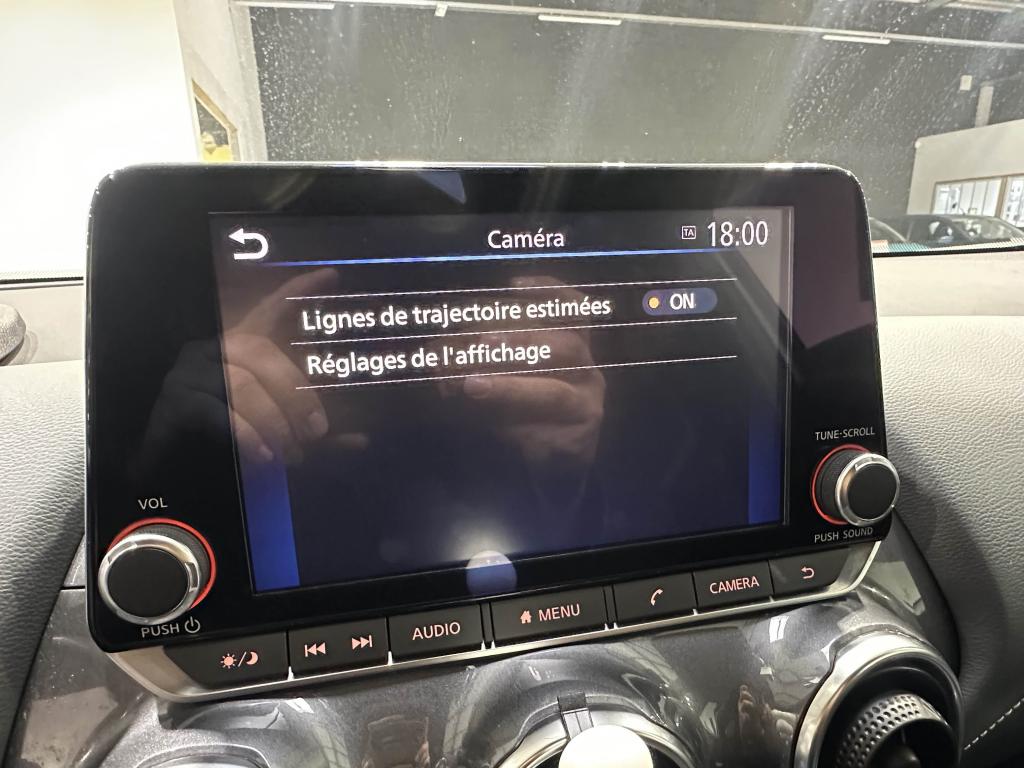 Caméra
TA 18:00
Lignes de trajectoire estimées
ON
Réglages de l'affichage
TUNE·SCROLL
VOL
PUSH SOUND
PUSH
AUDIO
MENU
CAMERA